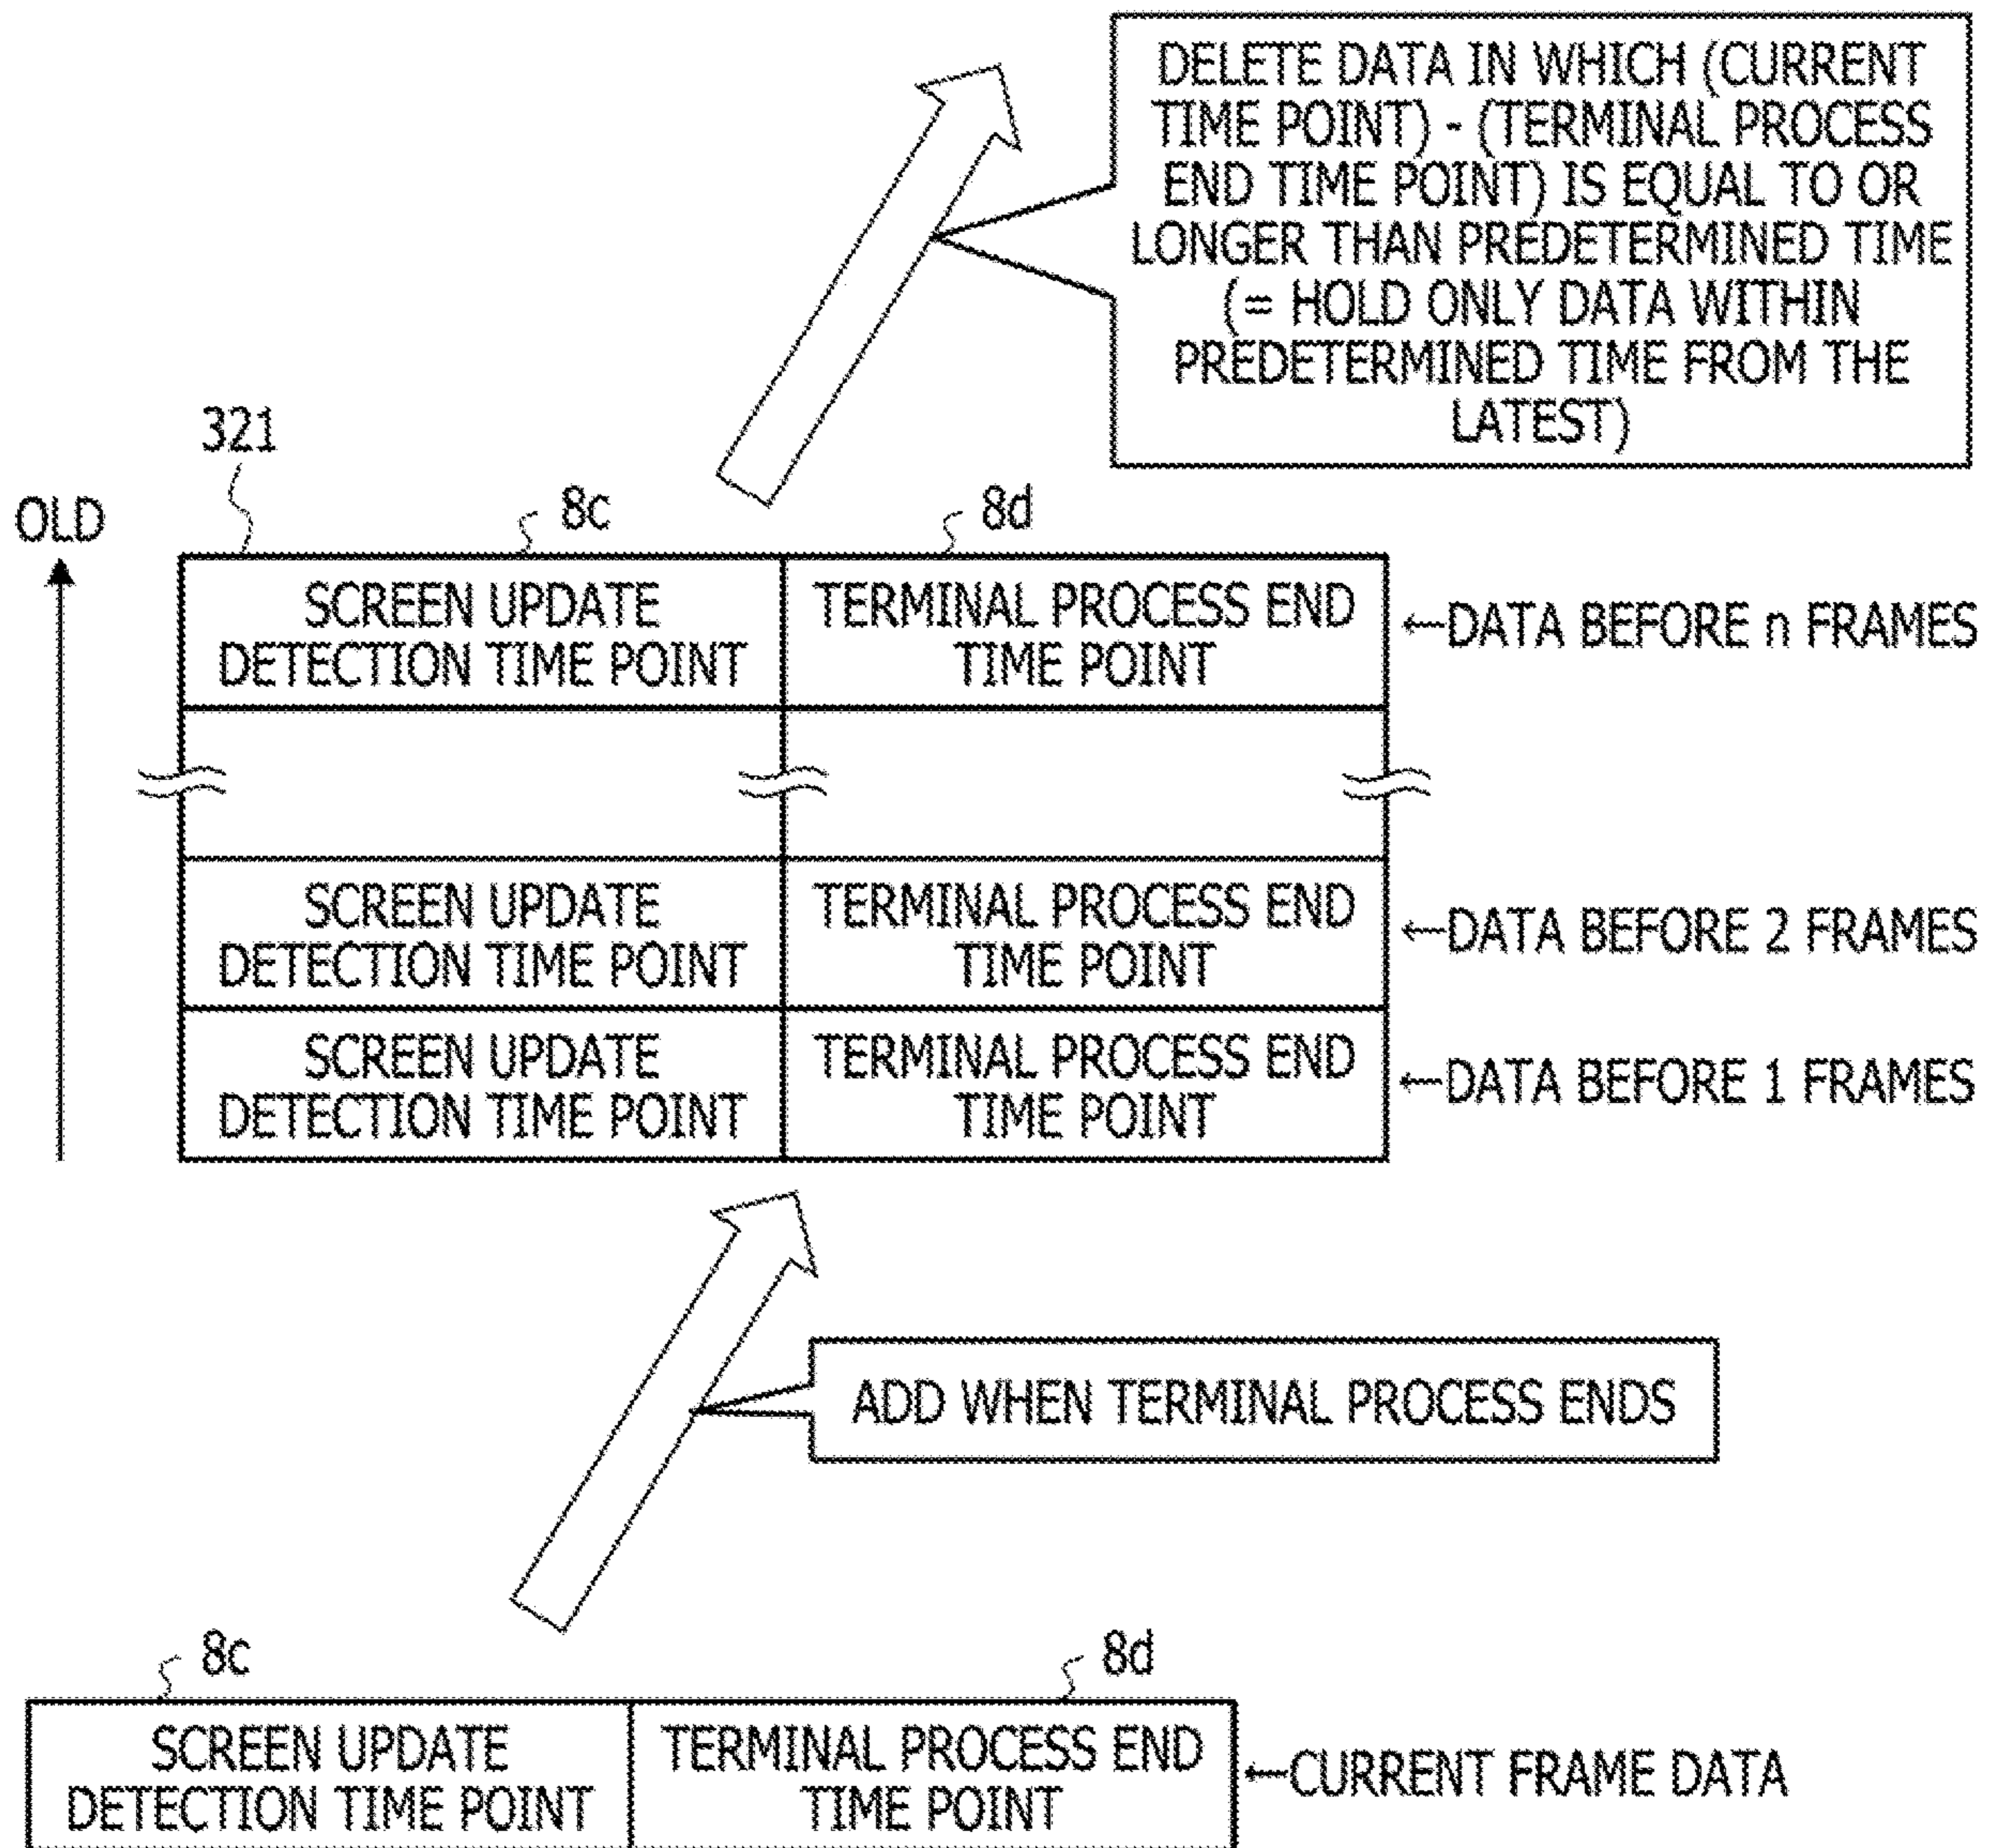 DELETE DATA IN WHICH (CURRENT
TIME POINT) - (TERMINAL PROCESS
END TIME POINT) IS EQUAL TO OR
LONGER THAN PREDETERMINED TIME
(= HOLD ONLY DATA WITHIN
PREDETERMINED TIME FROM THE
LATEST)
321
OLD
8c
8d
SCREEN UPDATE
DETECTION TIME POINT
TERMINAL PROCESS END
TIME POINT
←DATA BEFORE n FRAMES
SCREEN UPDATE
DETECTION TIME POINT
TERMINAL PROCESS END
TIME POINT
←DATA BEFORE 2 FRAMES
SCREEN UPDATE
DETECTION TIME POINT
TERMINAL PROCESS END
TIME POINT
←DATA BEFORE 1 FRAMES
ADD WHEN TERMINAL PROCESS ENDS
8c
8d
SCREEN UPDATE
DETECTION TIME POINT
TERMINAL PROCESS END
TIME POINT
←CURRENT FRAME DATA